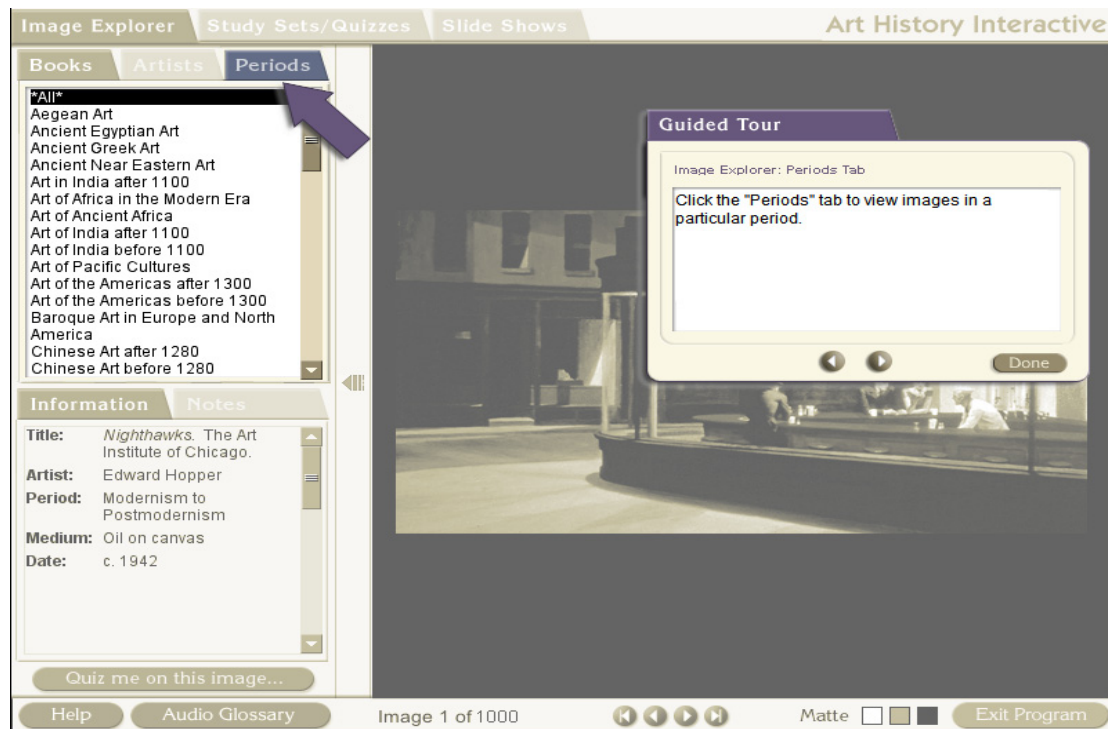 Image Explorer
Study Sets/Quizzes
Slide Shows
Art History Interactive
Books
Artists
Periods
*All*
Aegean Art
Ancient Egyptian Art
Ancient Greek Art
Ancient Near Eastern Art
Art in India after 1100
Art of Africa in the Modern Era
Art of Ancient Africa
Art of India after 1100
Art of India before 1100
Art of Pacific Cultures
Art of the Americas after 1300
Art of the Americas before 1300
Baroque Art in Europe and North
America
Chinese Art after 1280
Chinese Art before 1280
Guided Tour
Image Explorer: Periods Tab
Click the "Periods" tab to view images in a
particular period.
Done
Information
Notes
Title: Nighthawks. The Art
Institute of Chicago.
Artist: Edward Hopper
Period: Modernism to
Postmodernism
Medium: Oil on canvas
Date: c. 1942
Quiz me on this image...
Help
Audio Glossary
Image 1 of 1000
Matte
Exit Program